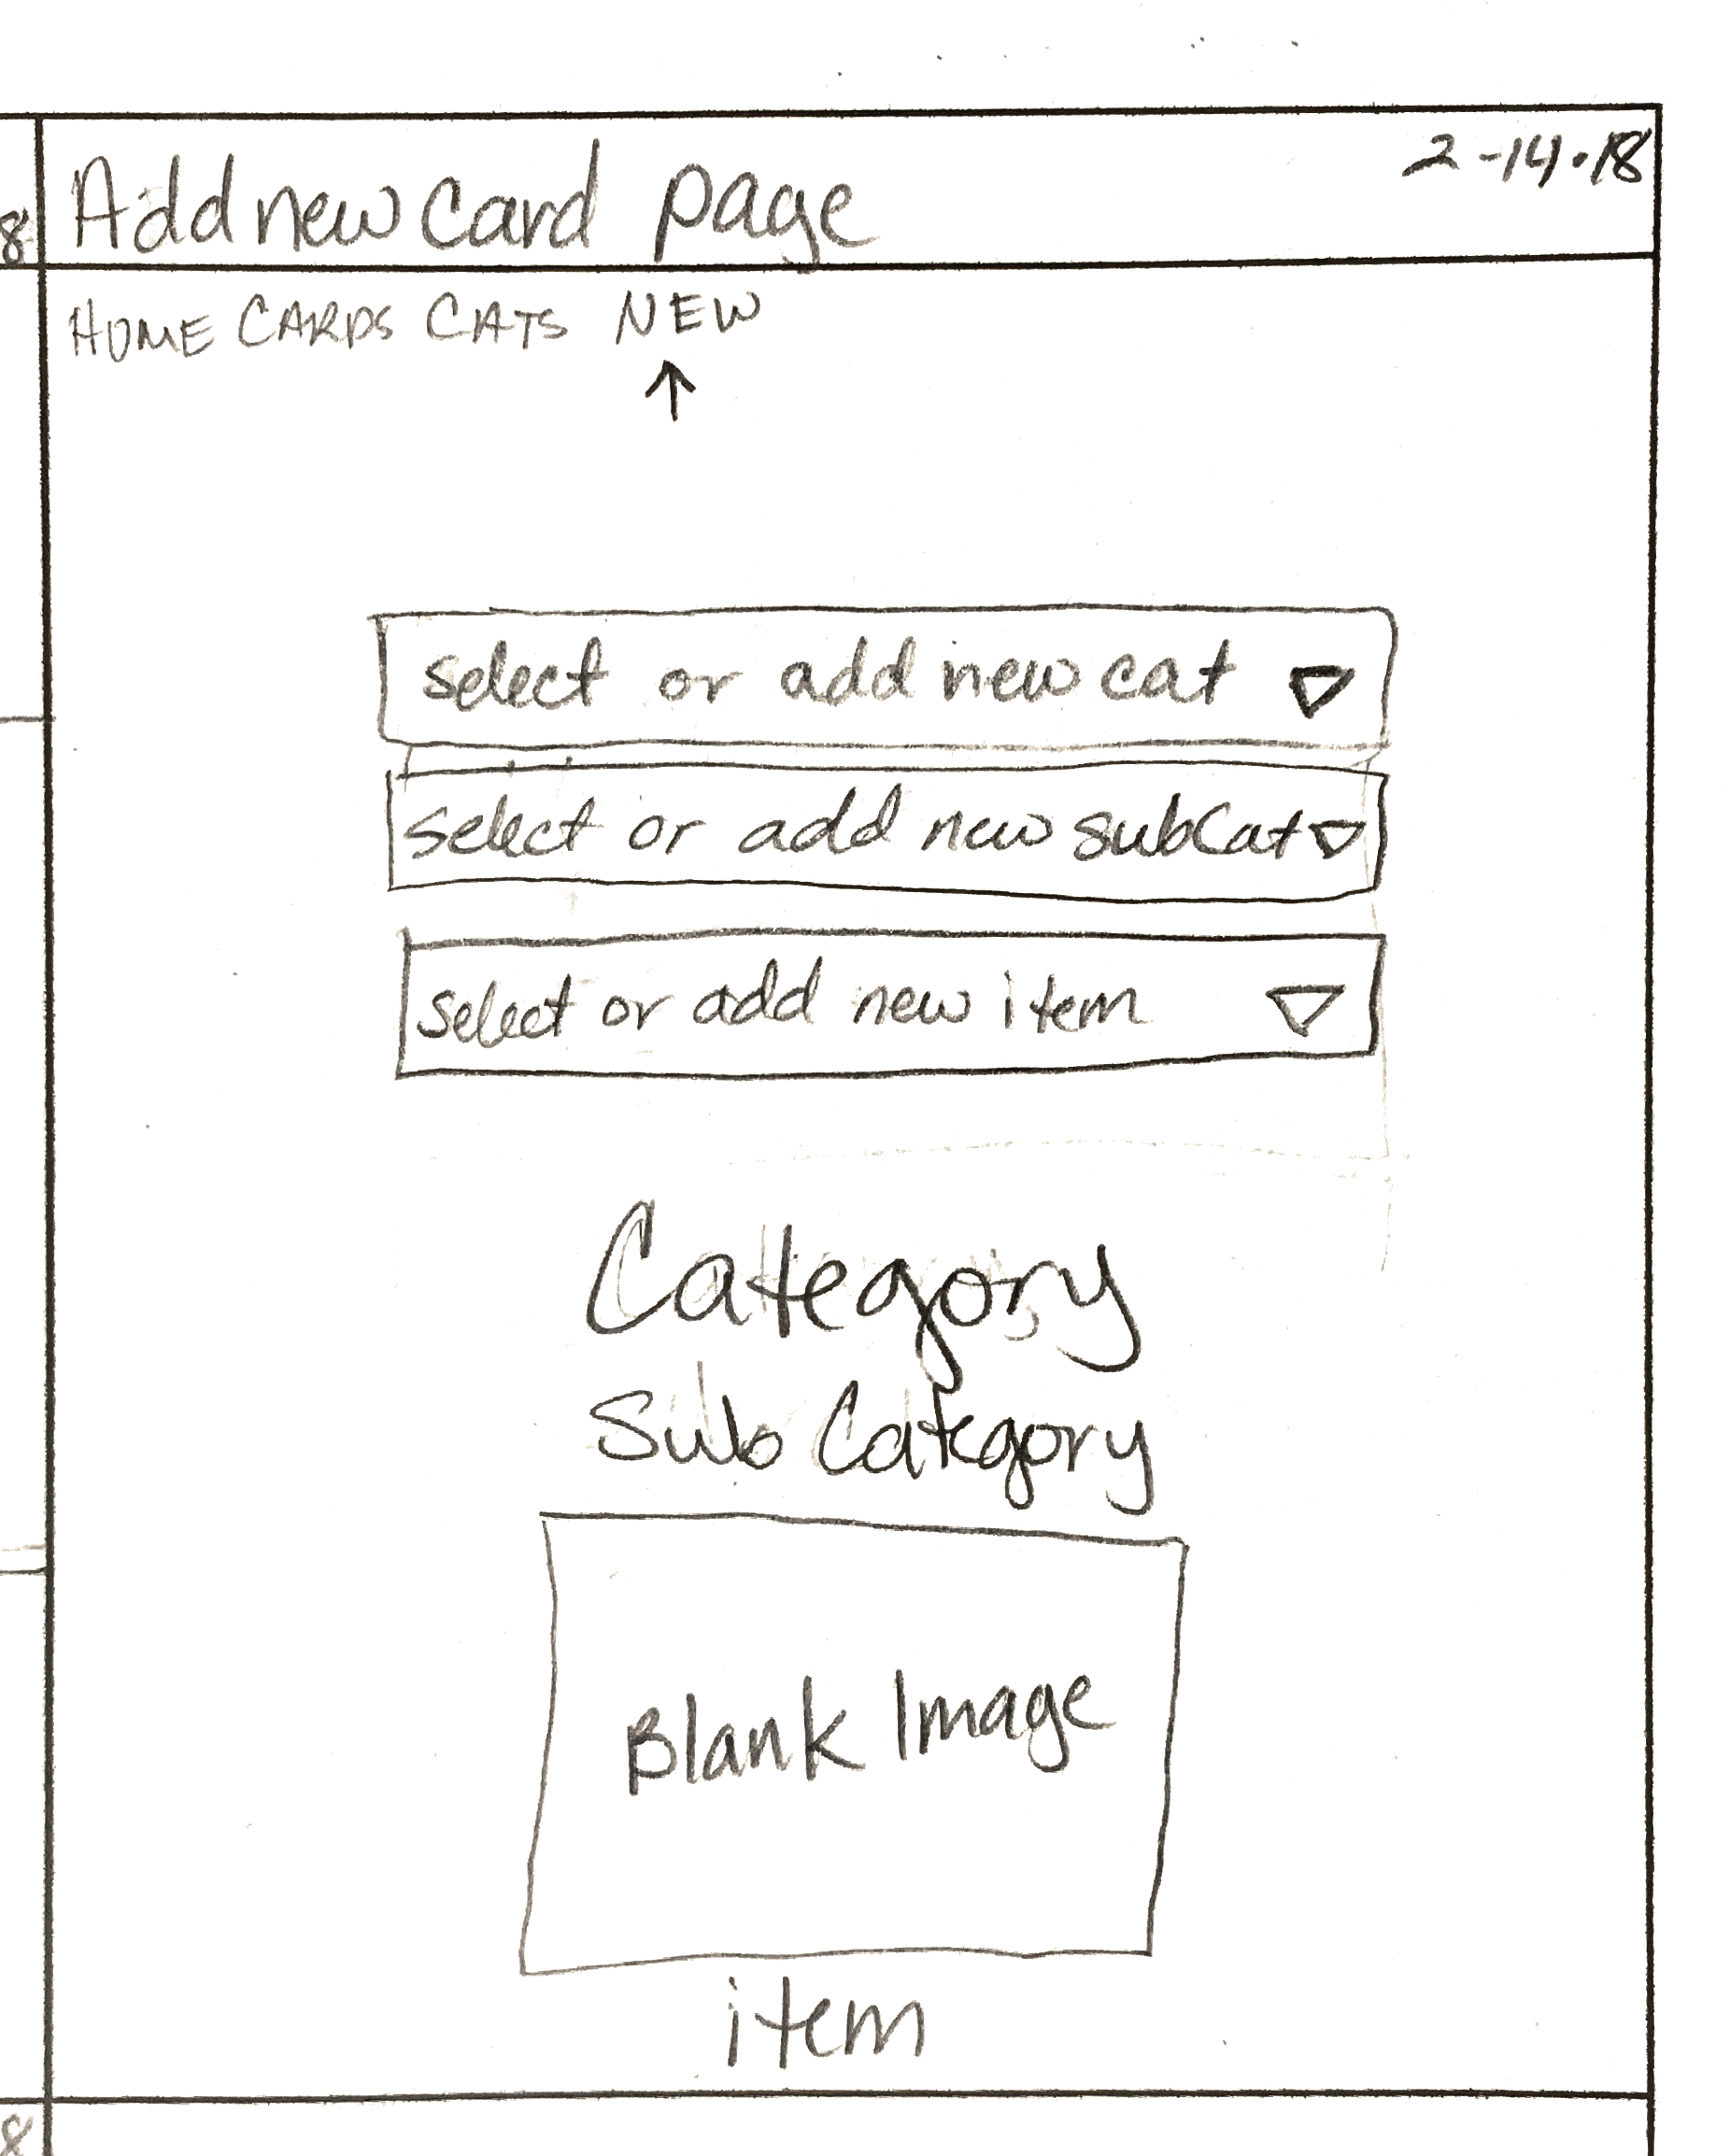 Add new card page 2-14-18
HOME CARDS CATS NEW
select or add new cat
select or add new subCat
select or add new item
Category
Sub Category
Blank Image
item
8
8